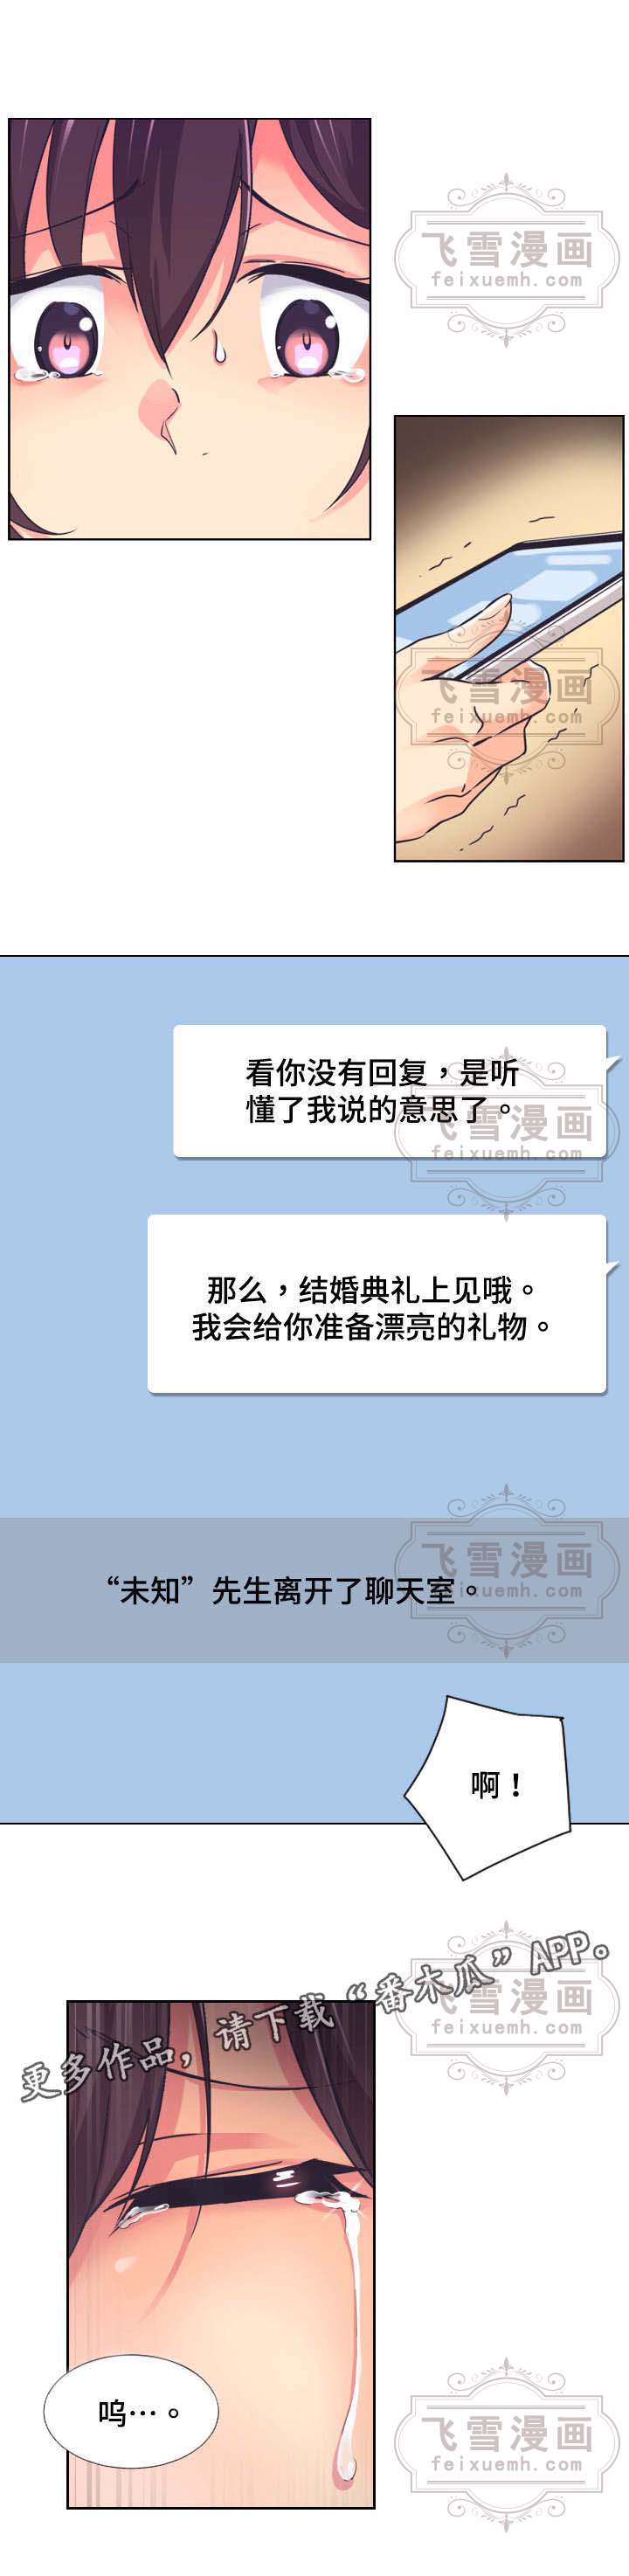 飞雪漫画
feixuemh.com
飞雪漫画
feixuemh.com
看你没有回复，是听
懂了我说的意思了。
飞雪漫画
feixuemh.com
那么，结婚典礼上见哦。
我会给你准备漂亮的礼物。
飞雪漫画
feixuemh.com
“未知”先生离开了聊天室。
啊！
更多作品，请下载“番木瓜”APP。
飞雪漫画
feixuemh.com
呜…。
飞雪漫画
feixuemh.com